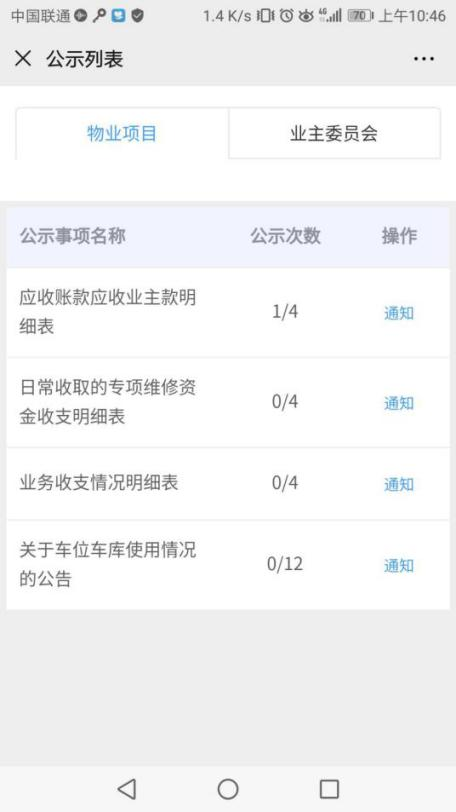 中国联通 1.4 K/s 4G 70 上午10:46
公示列表
物业项目 业主委员会
公示事项名称 公示次数 操作
应收账款应收业主款明
细表
1/4 通知
日常收取的专项维修资
金收支明细表
0/4 通知
业务收支情况明细表 0/4 通知
关于车位车库使用情况
的公告
0/12 通知